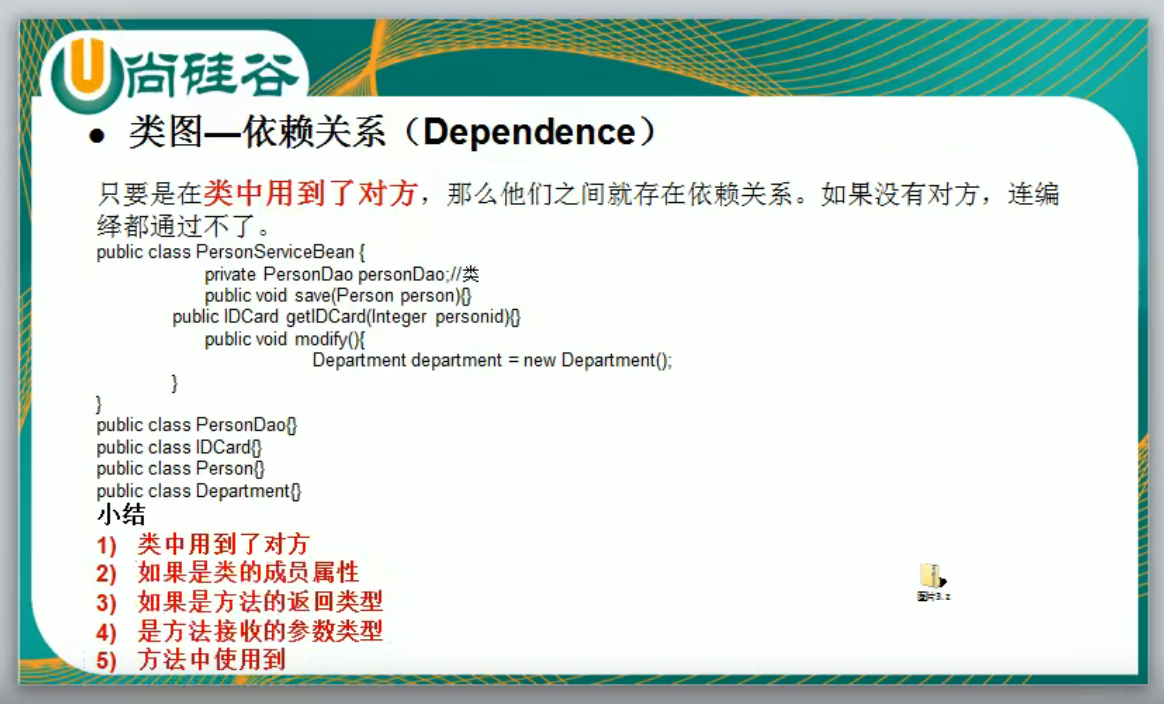 尚硅谷
● 类图—依赖关系（Dependence）
只要是在类中用到了对方，那么他们之间就存在依赖关系。如果没有对方，连编
绎都通过不了。
public class PersonServiceBean {
private PersonDao personDao;//类
public void save(Person person){}
public IDCard getIDCard(Integer personid){}
public void modify(){
Department department = new Department();
}
}
public class PersonDao{}
public class IDCard{}
public class Person{}
public class Department{}
小结
1) 类中用到了对方
2) 如果是类的成员属性
3) 如果是方法的返回类型
4) 是方法接收的参数类型
5) 方法中使用到